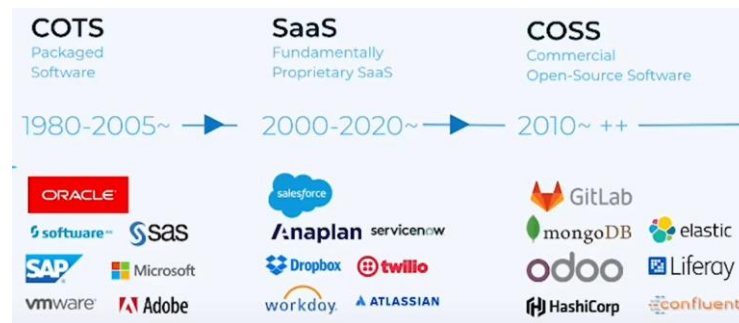 COTS
Packaged
Software
SaaS
Fundamentally
Proprietary SaaS
COSS
Commercial
Open-Source Software
1980-2005~
2000-2020~
2010~ ++
ORACLE
software AG
sas
SAP
Microsoft
vmware
Adobe
salesforce
Anaplan
servicenow
Dropbox
twilio
workday.
ATLASSIAN
GitLab
mongoDB
elastic
odoo
Liferay
HashiCorp
confluent